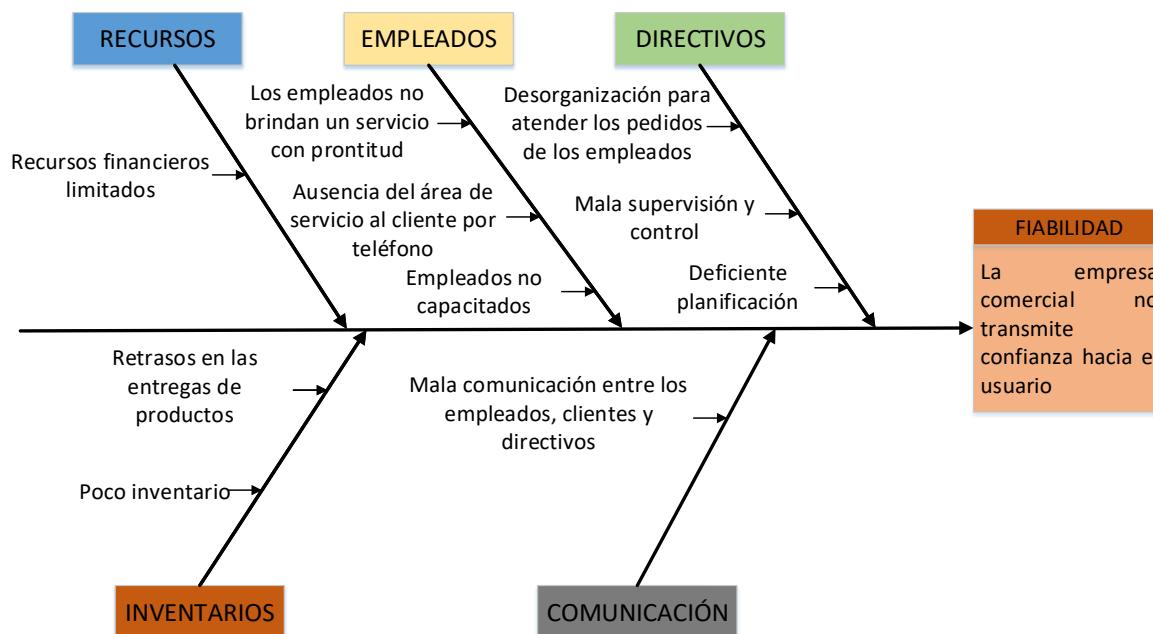 RECURSOS
EMPLEADOS
DIRECTIVOS
Los empleados no
brindan un servicio
con prontitud
Desorganización para
atender los pedidos
de los empleados
Recursos financieros
limitados
Ausencia del área de
servicio al cliente por
teléfono
Mala supervisión y
control
Empleados no
capacitados
Deficiente
planificación
FIABILIDAD
La empresa
comercial no
transmite
confianza hacia e
usuario
Retrasos en las
entregas de
productos
Mala comunicación entre los
empleados, clientes y
directivos
Poco inventario
INVENTARIOS
COMUNICACIÓN